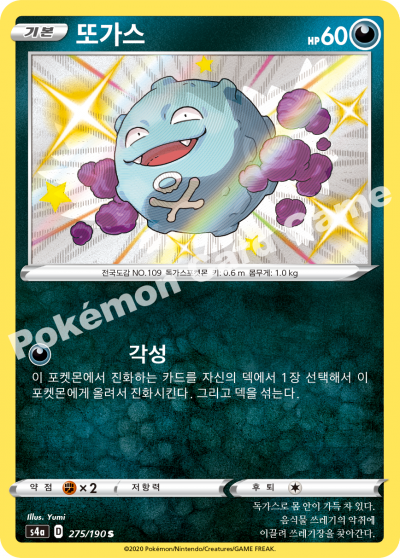 기본 또가스 HP 60
전국도감 NO.109 독가스포켓몬 키: 0.6 m 몸무게: 1.0 kg
Pokémon Card Game
각성
이 포켓몬에서 진화하는 카드를 자신의 덱에서 1장 선택해서 이
포켓몬에게 올려서 진화시킨다. 그리고 덱을 섞는다.
약점 ×2 저항력 후퇴
Illus. Yumi
s4a D 275/190 S
독가스로 몸 안이 가득 차 있다.
음식물 쓰레기의 악취에
이끌려 쓰레기장을 찾아간다.
©2020 Pokémon/Nintendo/Creatures/GAME FREAK.